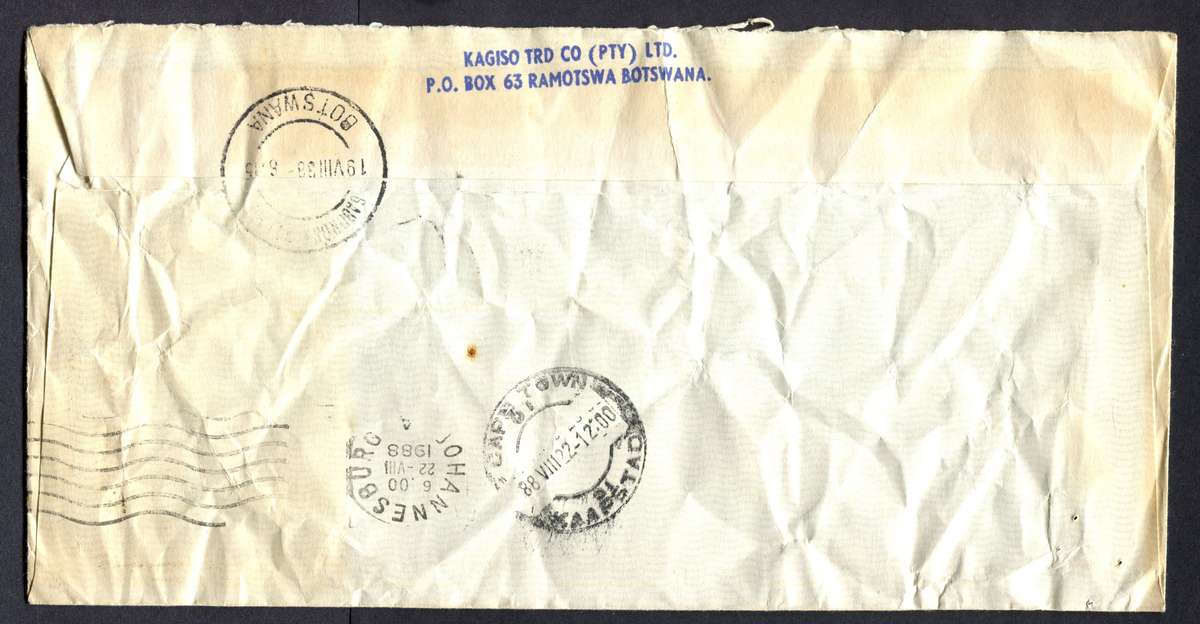 KAGISO TRD CO (PTY) LTD.
P.O. BOX 63 RAMOTSWA BOTSWANA.
BOTSWANA
19 VIII 88
CAPE TOWN
88 VIII 22-12:00
KAAPSTAD
JOHANNESBURG
6.00
22-VIII
1988
A